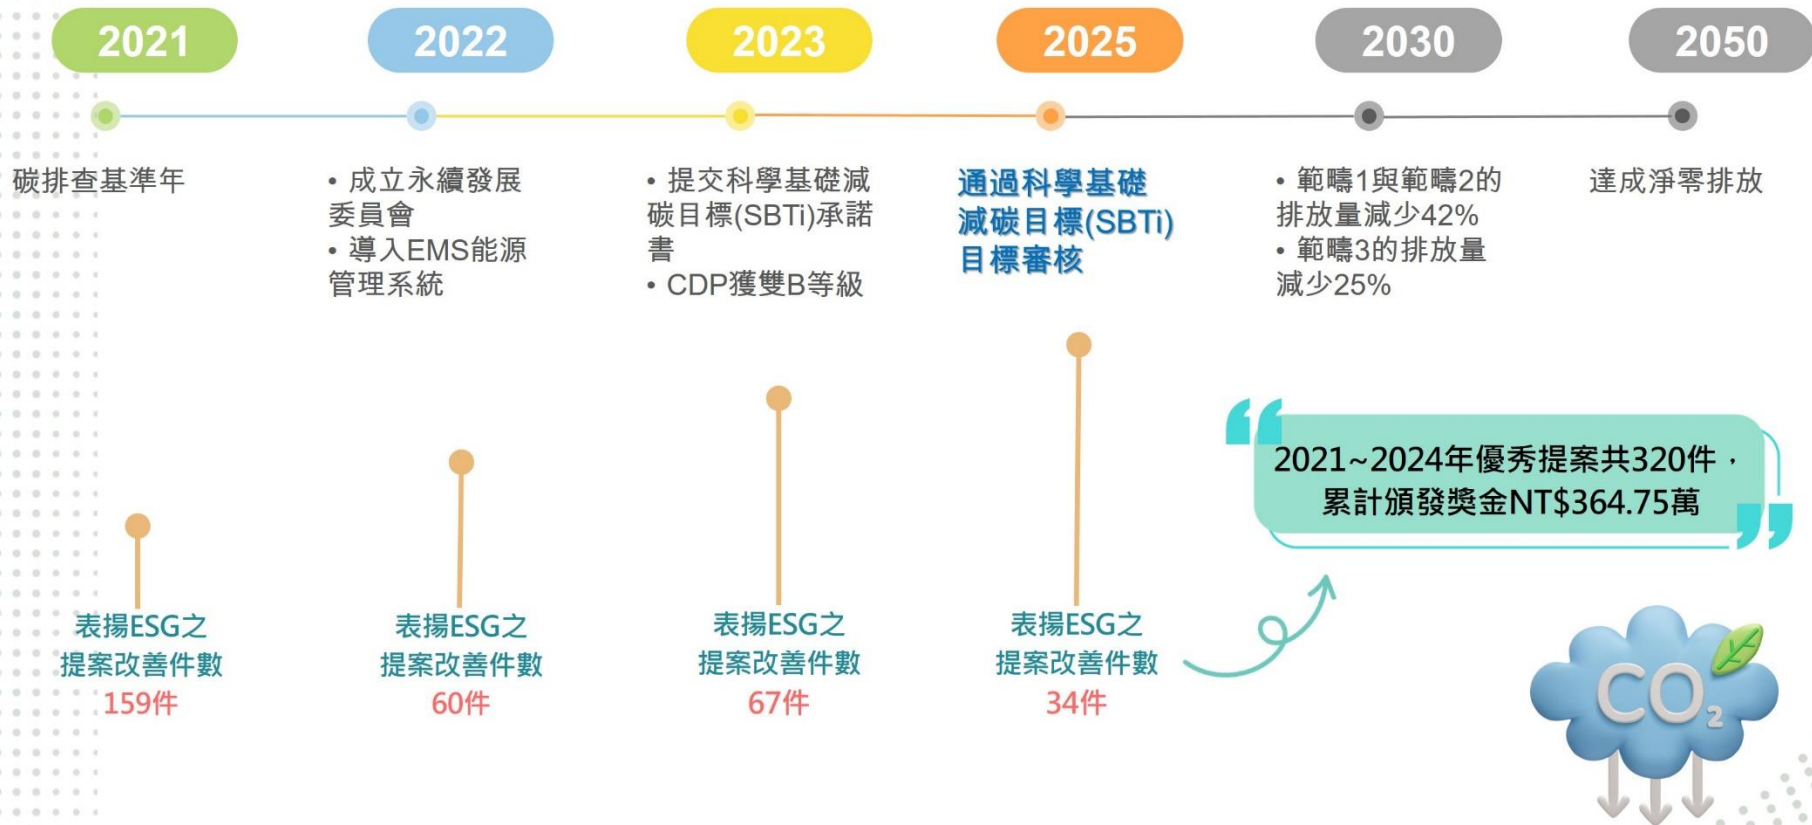 2021
2022
2023
2025
2030
2050
碳排查基準年
• 成立永續發展
委員會
• 導入EMS能源
管理系統
• 提交科學基礎減
碳目標(SBTi)承諾
書
• CDP獲雙B等級
通過科學基礎
減碳目標(SBTi)
目標審核
• 範疇1與範疇2的
排放量減少42%
• 範疇3的排放量
減少25%
達成淨零排放
表揚ESG之
提案改善件數
159件
表揚ESG之
提案改善件數
60件
表揚ESG之
提案改善件數
67件
表揚ESG之
提案改善件數
34件
2021~2024年優秀提案共320件，
累計頒發獎金NT$364.75萬
CO₂